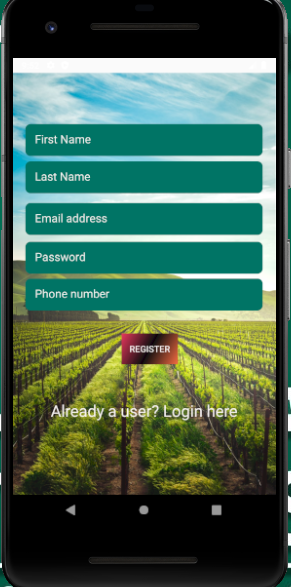 First Name
Last Name
Email address
Password
Phone number
REGISTER
Already a user? Login here